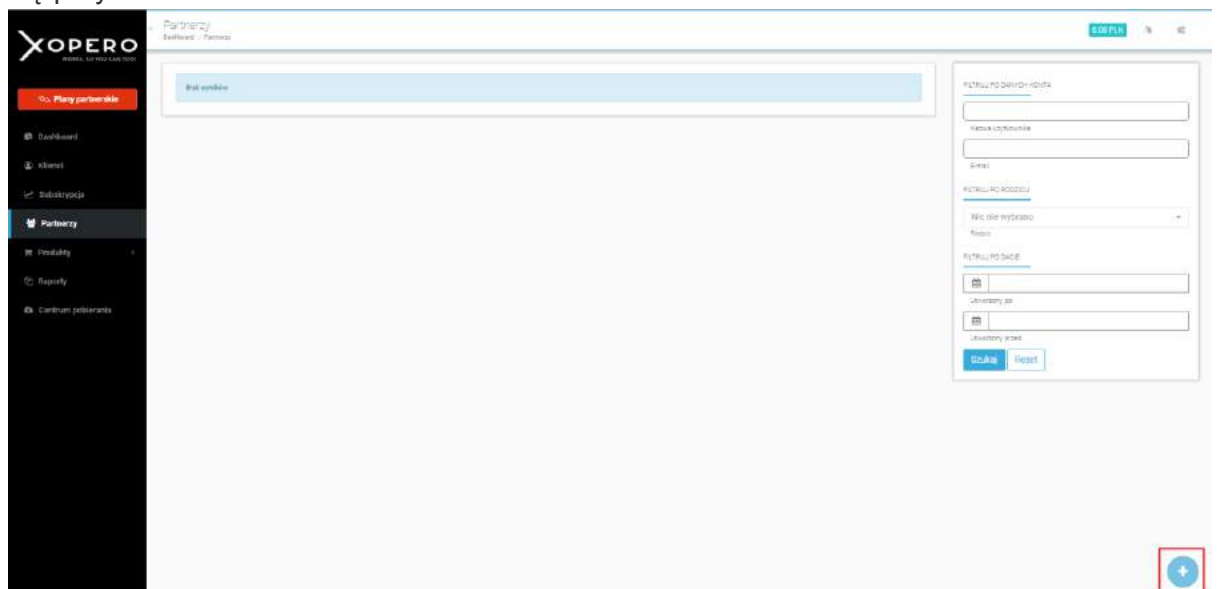 XOPERO
Plany partnerskie
Dashboard
Klienci
Subskrypcja
Partnerzy
Produkty
Raporty
Centrum pobierania
Partnerzy
Dashboard / Partnerzy
0.00 PLN
Brak wyników
FILTRUJ PO DANYCH KONTA
Nazwa użytkownika
E-mail
FILTRUJ PO RODZICU
Nic nie wybrano
Rodzic
FILTRUJ PO DACIE
Utworzony po
Utworzony przed
Szukaj Reset
+